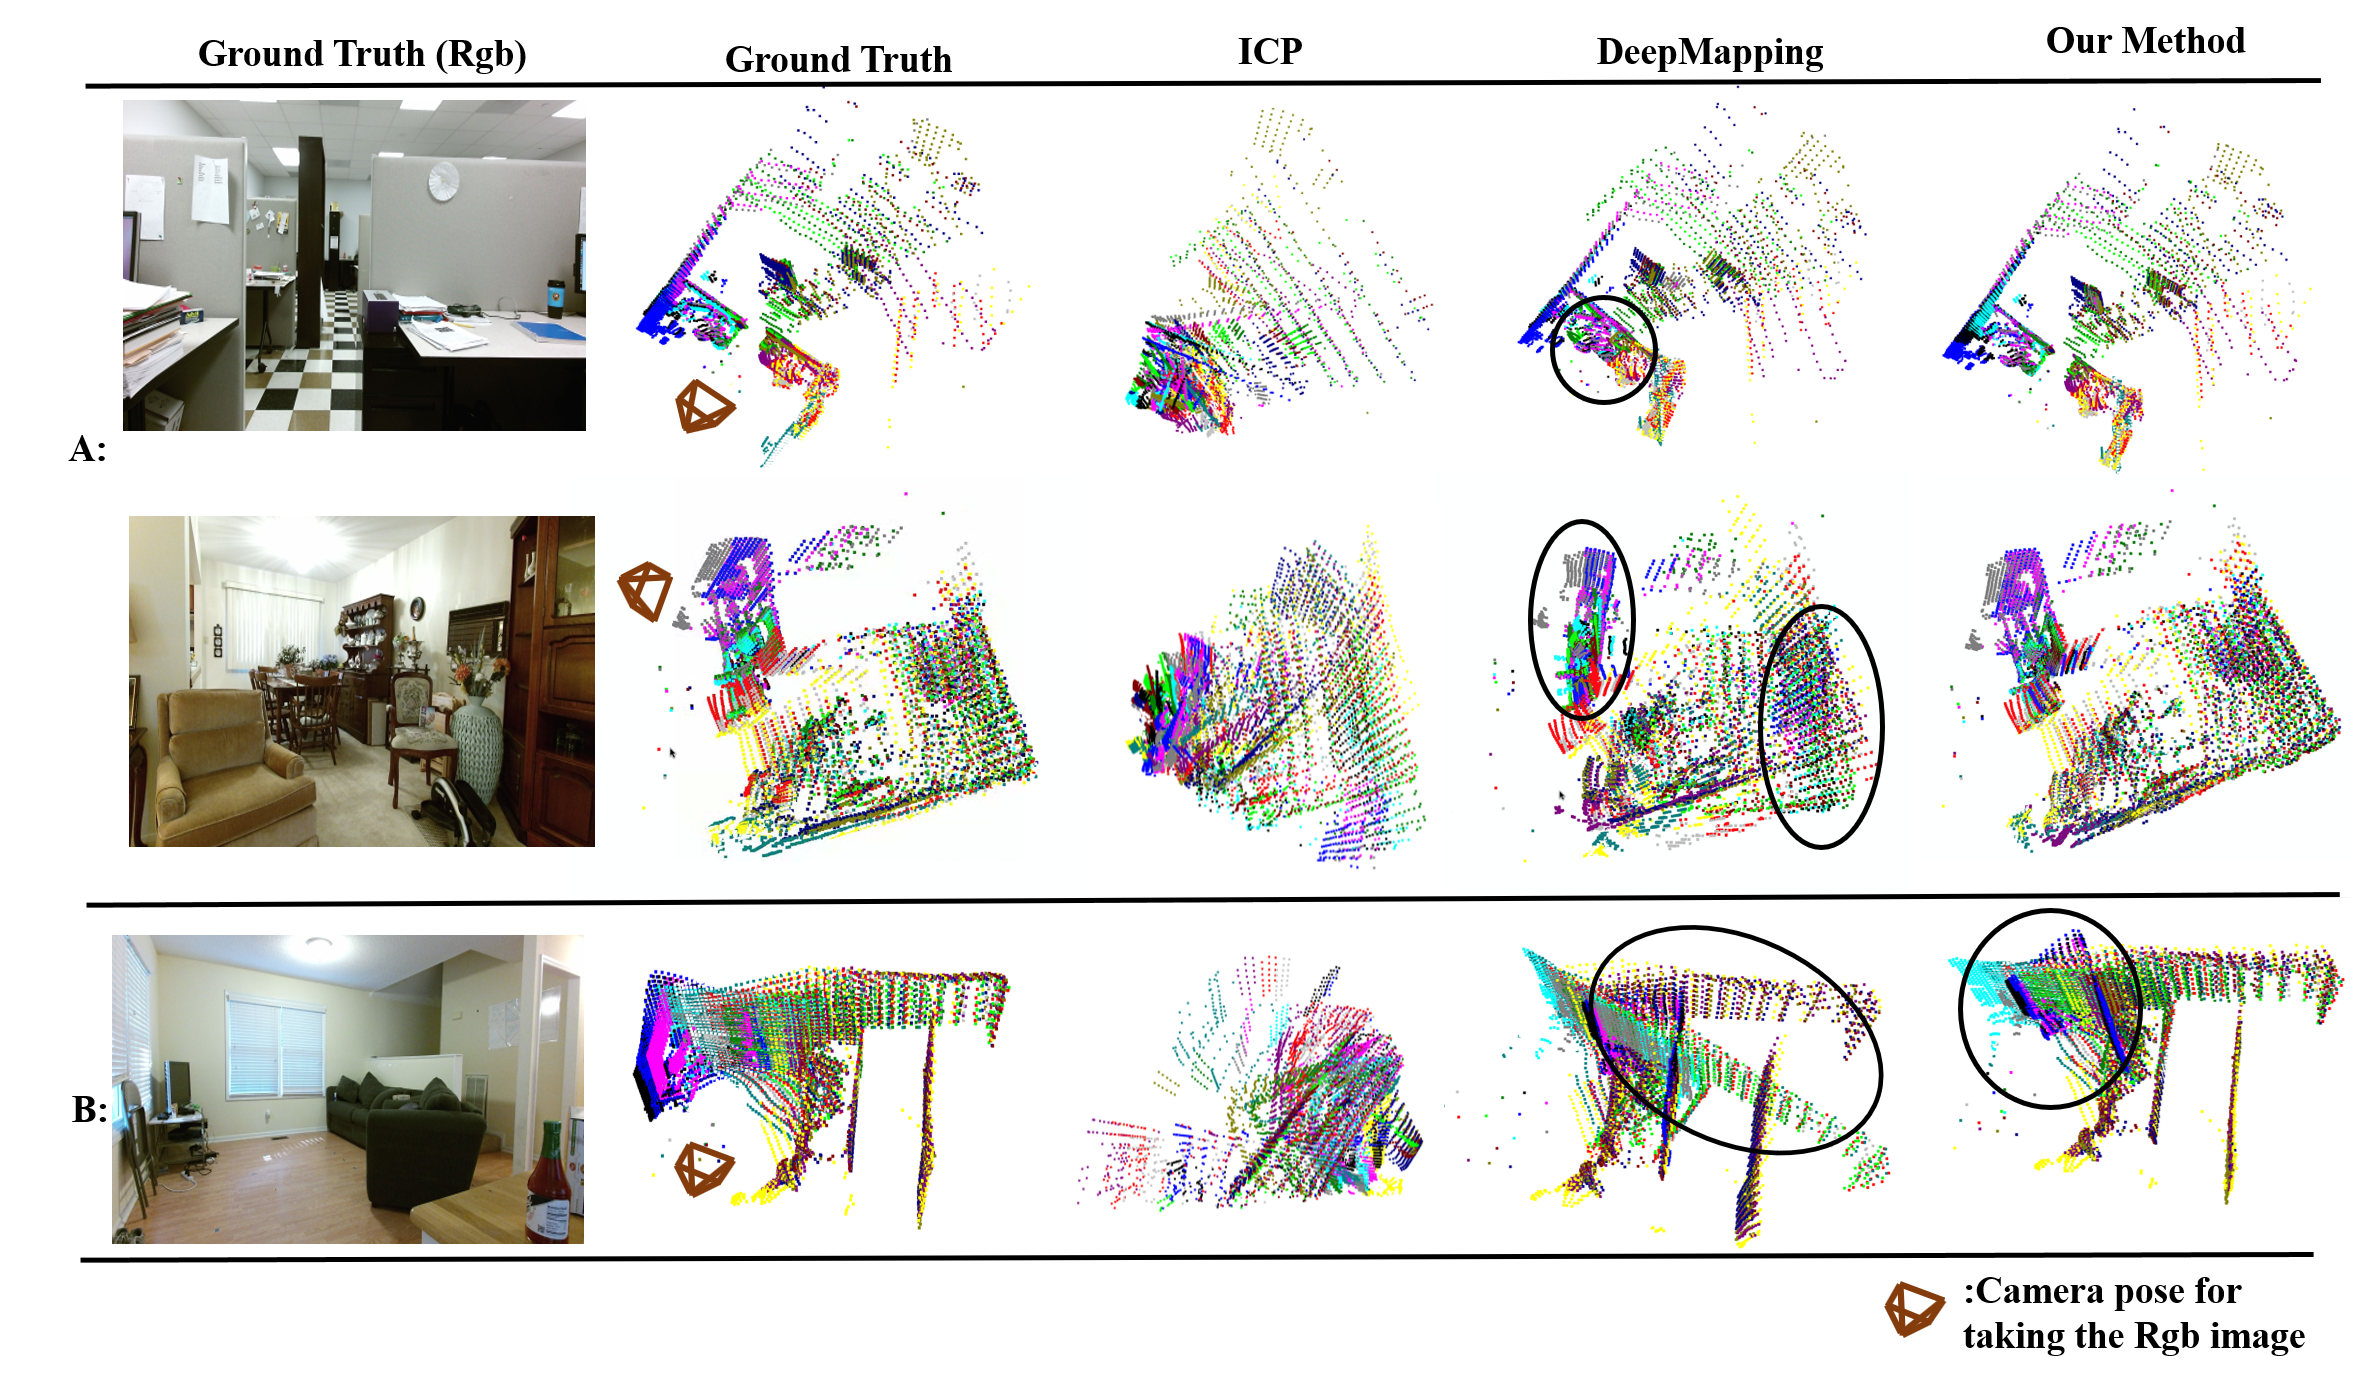 Ground Truth (Rgb)
Ground Truth
ICP
DeepMapping
Our Method
A:
B:
:Camera pose for
taking the Rgb image